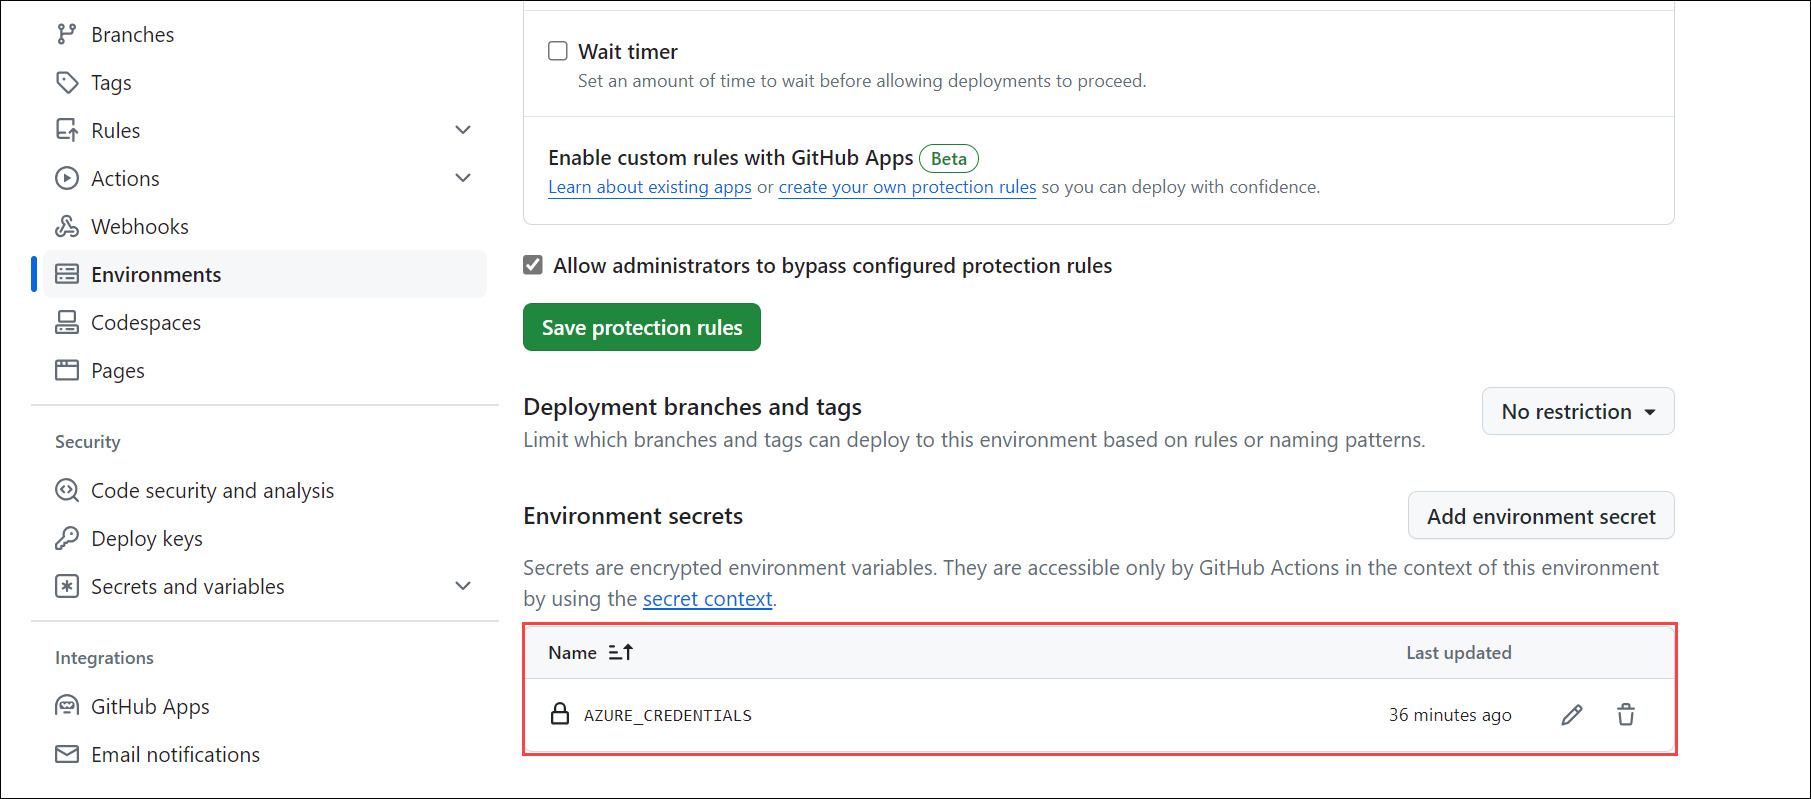 Branches
Tags
Rules
Actions
Webhooks
Environments
Codespaces
Pages
Security
Code security and analysis
Deploy keys
Secrets and variables
Integrations
GitHub Apps
Email notifications
Wait timer
Set an amount of time to wait before allowing deployments to proceed.
Enable custom rules with GitHub Apps Beta
Learn about existing apps or create your own protection rules so you can deploy with confidence.
Allow administrators to bypass configured protection rules
Save protection rules
Deployment branches and tags
No restriction
Limit which branches and tags can deploy to this environment based on rules or naming patterns.
Environment secrets
Add environment secret
Secrets are encrypted environment variables. They are accessible only by GitHub Actions in the context of this environment
by using the secret context.
Name Last updated
AZURE_CREDENTIALS 36 minutes ago